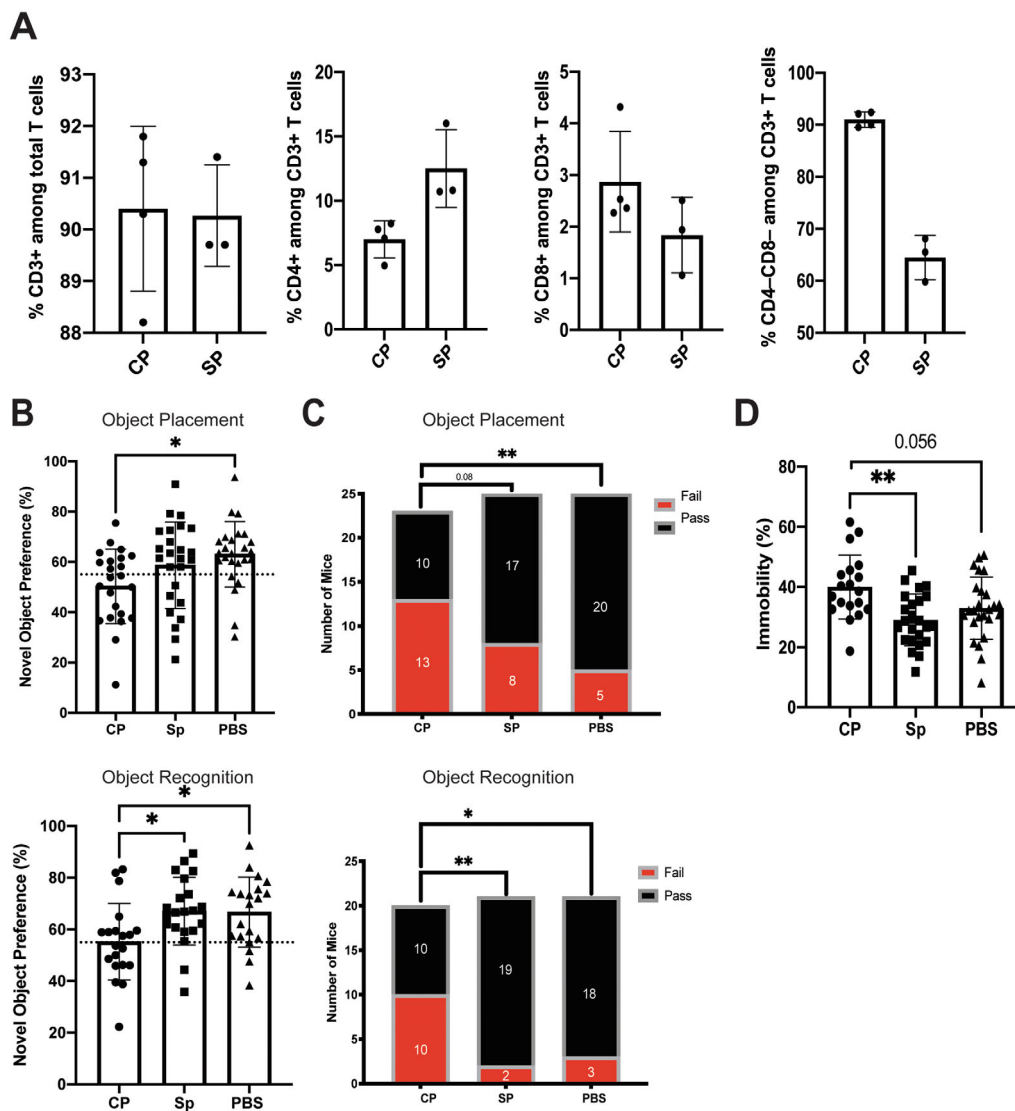 A
% CD3+ among total T cells
93
92
91
90
89
88
CP
SP
% CD4+ among CD3+ T cells
20
15
10
5
0
CP
SP
% CD8+ among CD3+ T cells
5
4
3
2
1
0
CP
SP
% CD4–CD8– among CD3+ T cells
100
90
80
70
60
50
CP
SP
B
Object Placement
*
Novel Object Preference (%)
100
80
60
40
20
0
CP Sp PBS
Object Recognition
*
*
Novel Object Preference (%)
100
80
60
40
20
0
CP Sp PBS
C
Object Placement
**
0.08
Fail
Pass
Number of Mice
25
20
15
10
5
0
10
13
17
8
20
5
CP SP PBS
Object Recognition
*
**
Fail
Pass
Number of Mice
25
20
15
10
5
0
10
10
19
2
18
3
CP SP PBS
D
0.056
**
Immobility (%)
80
60
40
20
0
CP Sp PBS